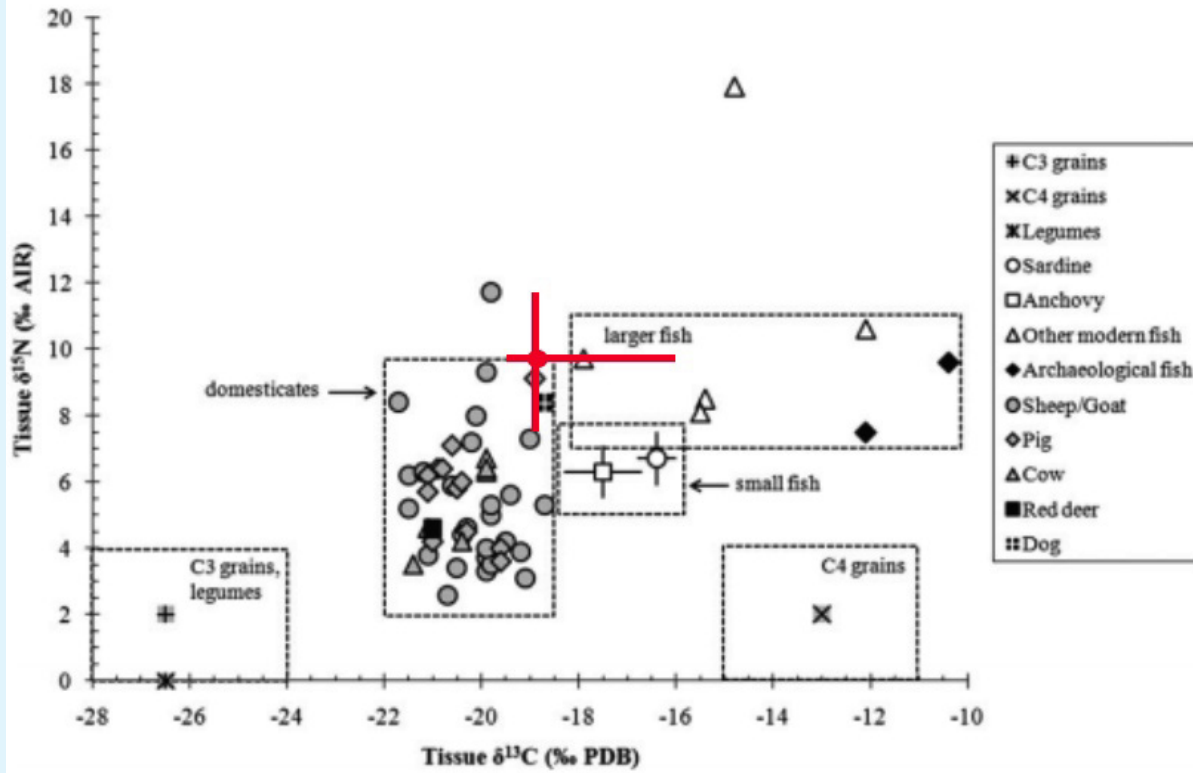 20
18
16
14
12
10
8
6
4
2
0
Tissue δ¹⁵N (‰ AIR)
larger fish
domesticates
small fish
C3 grains,
legumes
C4 grains
-28 -26 -24 -22 -20 -18 -16 -14 -12 -10
Tissue δ¹³C (‰ PDB)
C3 grains
C4 grains
Legumes
Sardine
Anchovy
Other modern fish
Archaeological fish
Sheep/Goat
Pig
Cow
Red deer
Dog